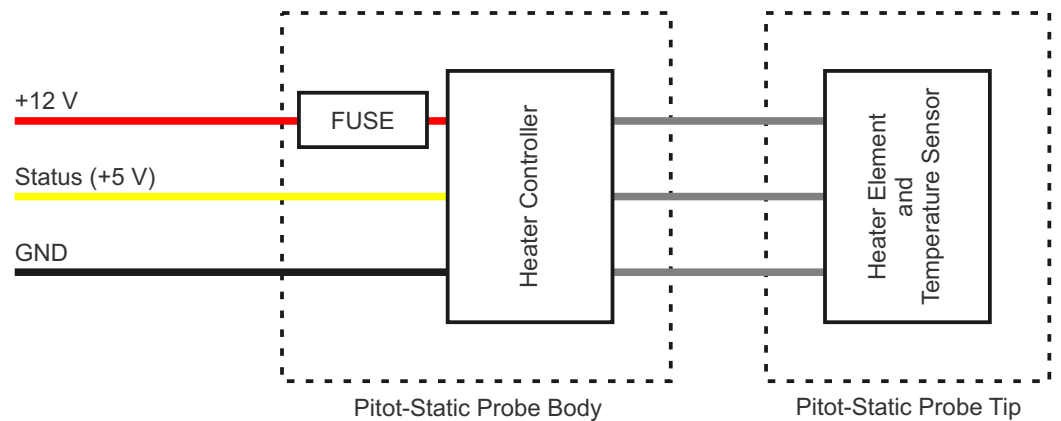 +12 V
FUSE
Status (+5 V)
GND
Heater Controller
Heater Element
and
Temperature Sensor
Pitot-Static Probe Body
Pitot-Static Probe Tip